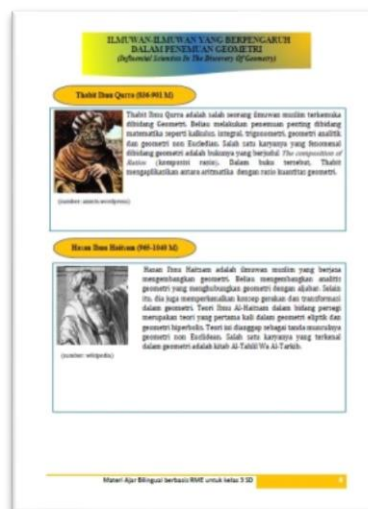 ILMUWAN-ILMUWAN YANG BERPENGARUH
DALAM PENEMUAN GEOMETRI
(Influential Scientists In The Discovery Of Geometry)
Thabit Ibnu Qurra (836-901 M)
Thabit Ibnu Qurra adalah salah seorang ilmuwan muslim terkemuka
dibidang Geometri. Beliau melakukan penemuan penting dibidang
matematika seperti kalkulus, integral, trigonometri, geometri analitik
dan geometri non Eucledian. Salah satu karyanya yang fenomenal
dibidang geometri adalah bukunya yang berjudul The composition of
Ratios (komposisi rasio). Dalam buku tersebut, Thabit
mengaplikasikan antara aritmatika dengan rasio kuantitas geometri.
(sumber: wordpress)
Hasan Ibnu Haitsam (965-1040 M)
Hasan Ibnu Haitsam adalah ilmuwan muslim yang berjasa
mengembangkan geometri. Beliau mengembangkan analitis
geometri yang menghubungkan geometri dengan aljabar. Selain
itu, dia juga memperkenalkan konsep gerakan dan transformasi
dalam geometri. Teori Ibnu Al-Haitsam dalam bidang persegi
merupakan teori yang pertama kali dalam geometri eliptik dan
geometri hiperbolis. Teori ini dianggap sebagai tanda munculnya
geometri non Euclidean. Salah satu karyanya yang terkenal
dalam geometri adalah kitab Al-Tahlil Wa Al-Tarkib.
(sumber: wikipedia)
Materi Ajar Bilingual berbasis RME untuk kelas 3 SD